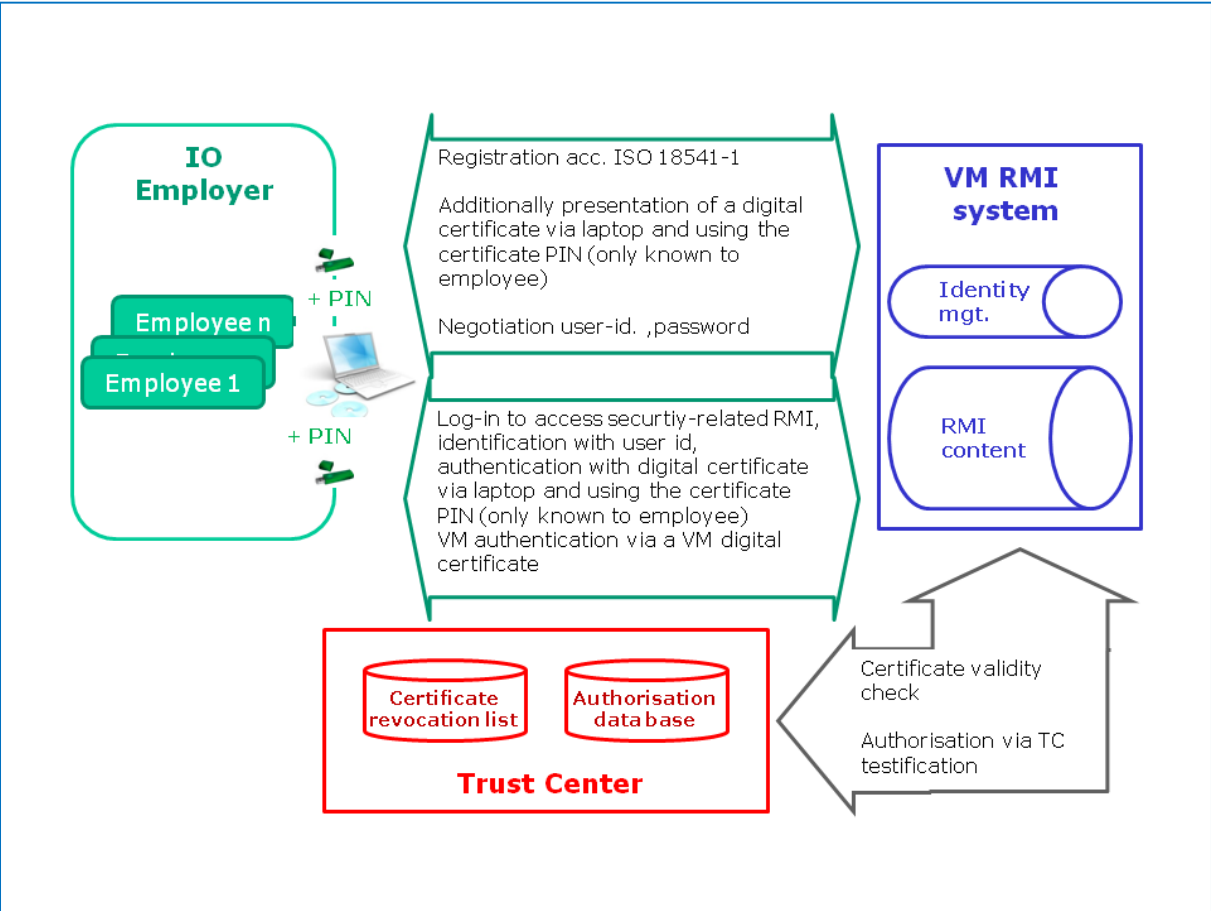 IO
Employer
+ PIN
Employee n
Employee 1
+ PIN
Registration acc. ISO 18541-1
Additionally presentation of a digital
certificate via laptop and using the
certificate PIN (only known to
employee)
Negotiation user-id. ,password
Log-in to access securtiy-related RMI,
identification with user id,
authentication with digital certificate
via laptop and using the certificate
PIN (only known to employee)
VM authentication via a VM digital
certificate
VM RMI
system
Identity
mgt.
RMI
content
Certificate
revocation list
Authorisation
database
Trust Center
Certificate validity
check
Authorisation via TC
testification